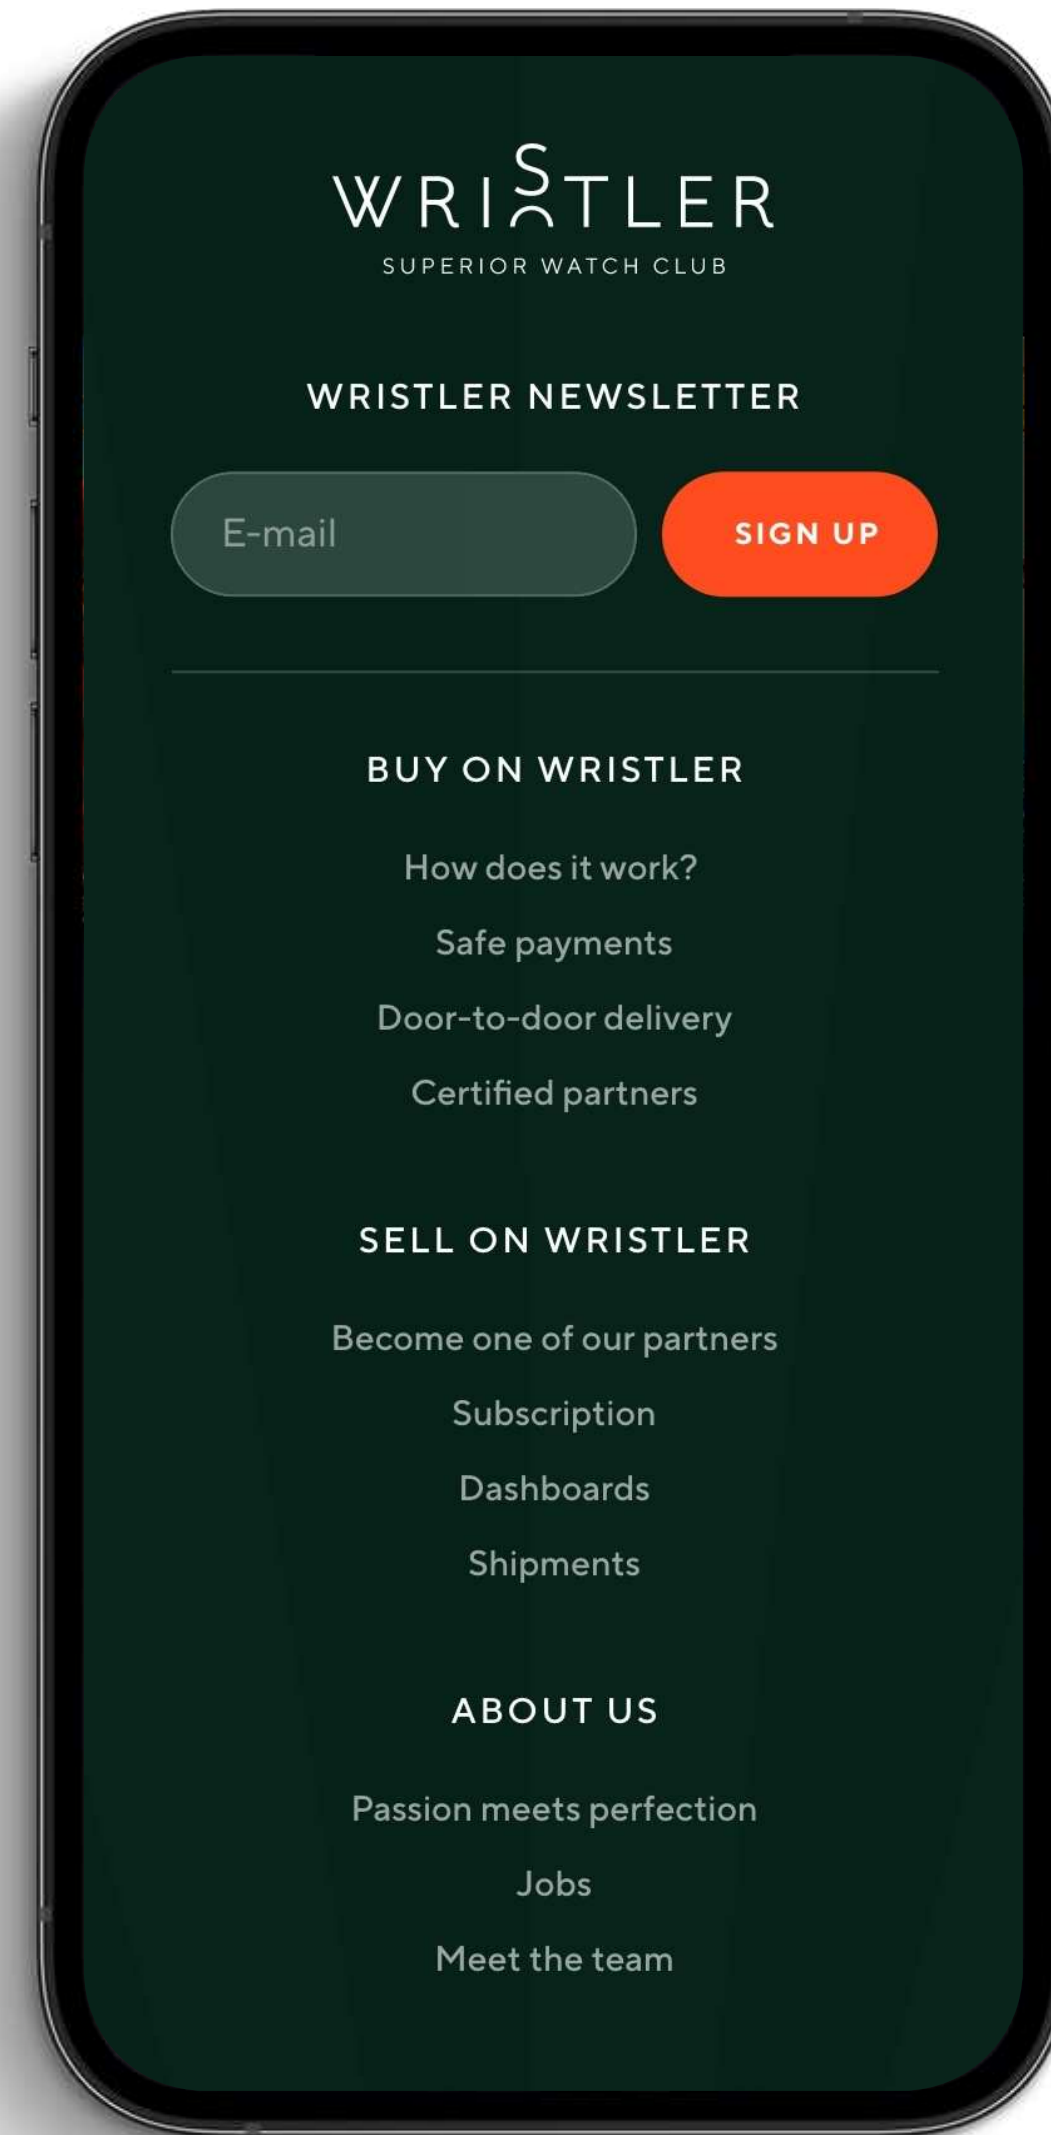 WRISTLER
SUPERIOR WATCH CLUB
WRISTLER NEWSLETTER
E-mail
SIGN UP
BUY ON WRISTLER
How does it work?
Safe payments
Door-to-door delivery
Certified partners
SELL ON WRISTLER
Become one of our partners
Subscription
Dashboards
Shipments
ABOUT US
Passion meets perfection
Jobs
Meet the team